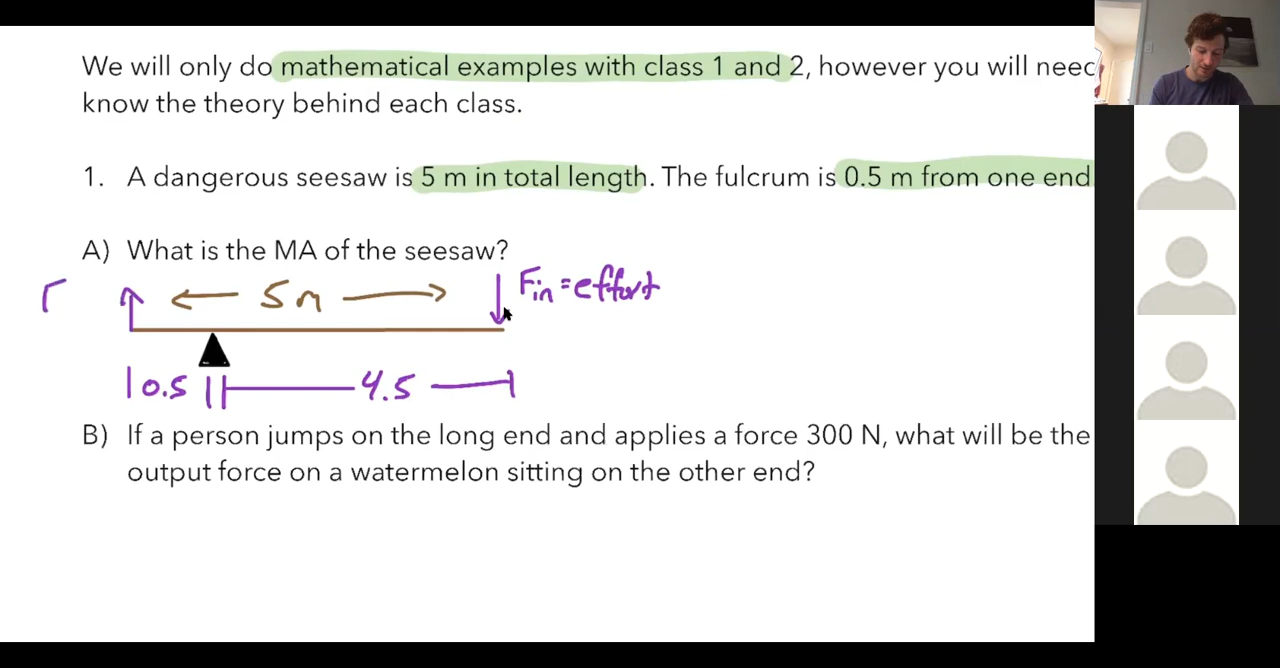 We will only do mathematical examples with class 1 and 2, however you will need
know the theory behind each class.
1. A dangerous seesaw is 5 m in total length. The fulcrum is 0.5 m from one end
A) What is the MA of the seesaw?
5m
Fin = effort
0.5
4.5
B) If a person jumps on the long end and applies a force 300 N, what will be the
output force on a watermelon sitting on the other end?